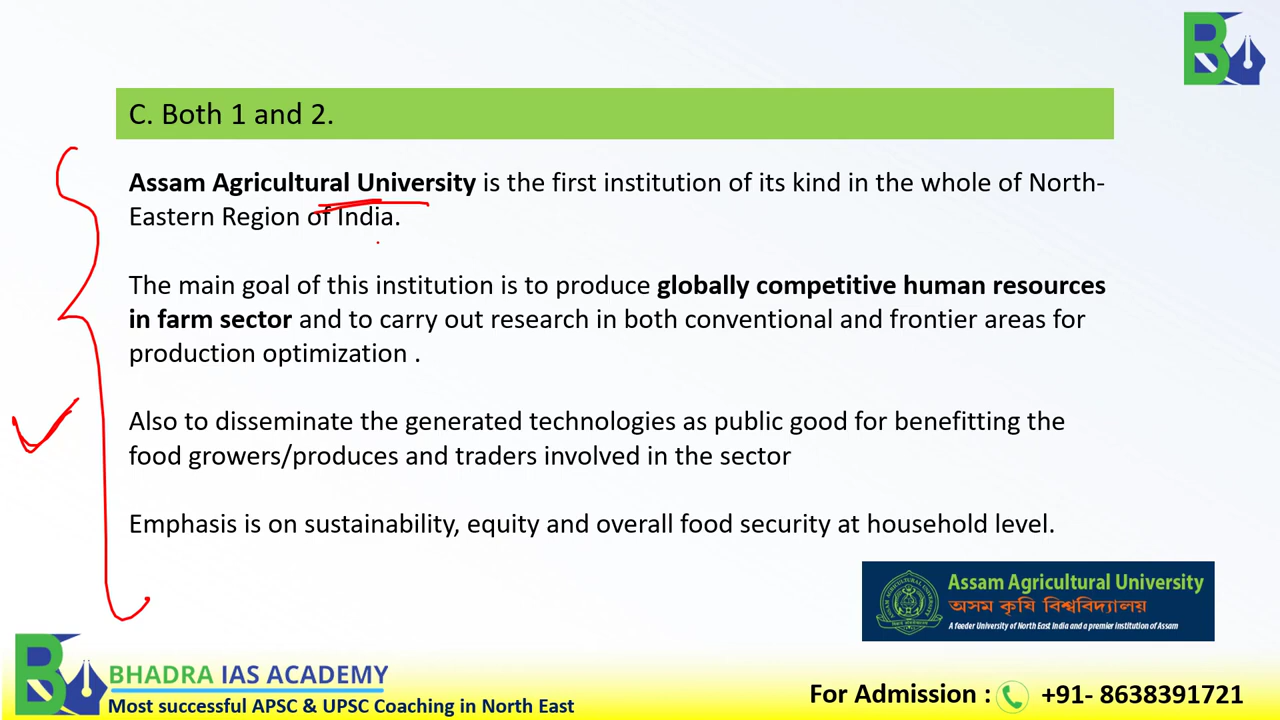 C. Both 1 and 2.
Assam Agricultural University is the first institution of its kind in the whole of North-
Eastern Region of India.
The main goal of this institution is to produce globally competitive human resources
in farm sector and to carry out research in both conventional and frontier areas for
production optimization .
Also to disseminate the generated technologies as public good for benefitting the
food growers/produces and traders involved in the sector
Emphasis is on sustainability, equity and overall food security at household level.
Assam Agricultural University
অসম কৃষি বিশ্ববিদ্যালয়
A feeder University of North East India and a premier institution of Assam
BHADRA IAS ACADEMY
Most successful APSC & UPSC Coaching in North East
For Admission : +91- 8638391721